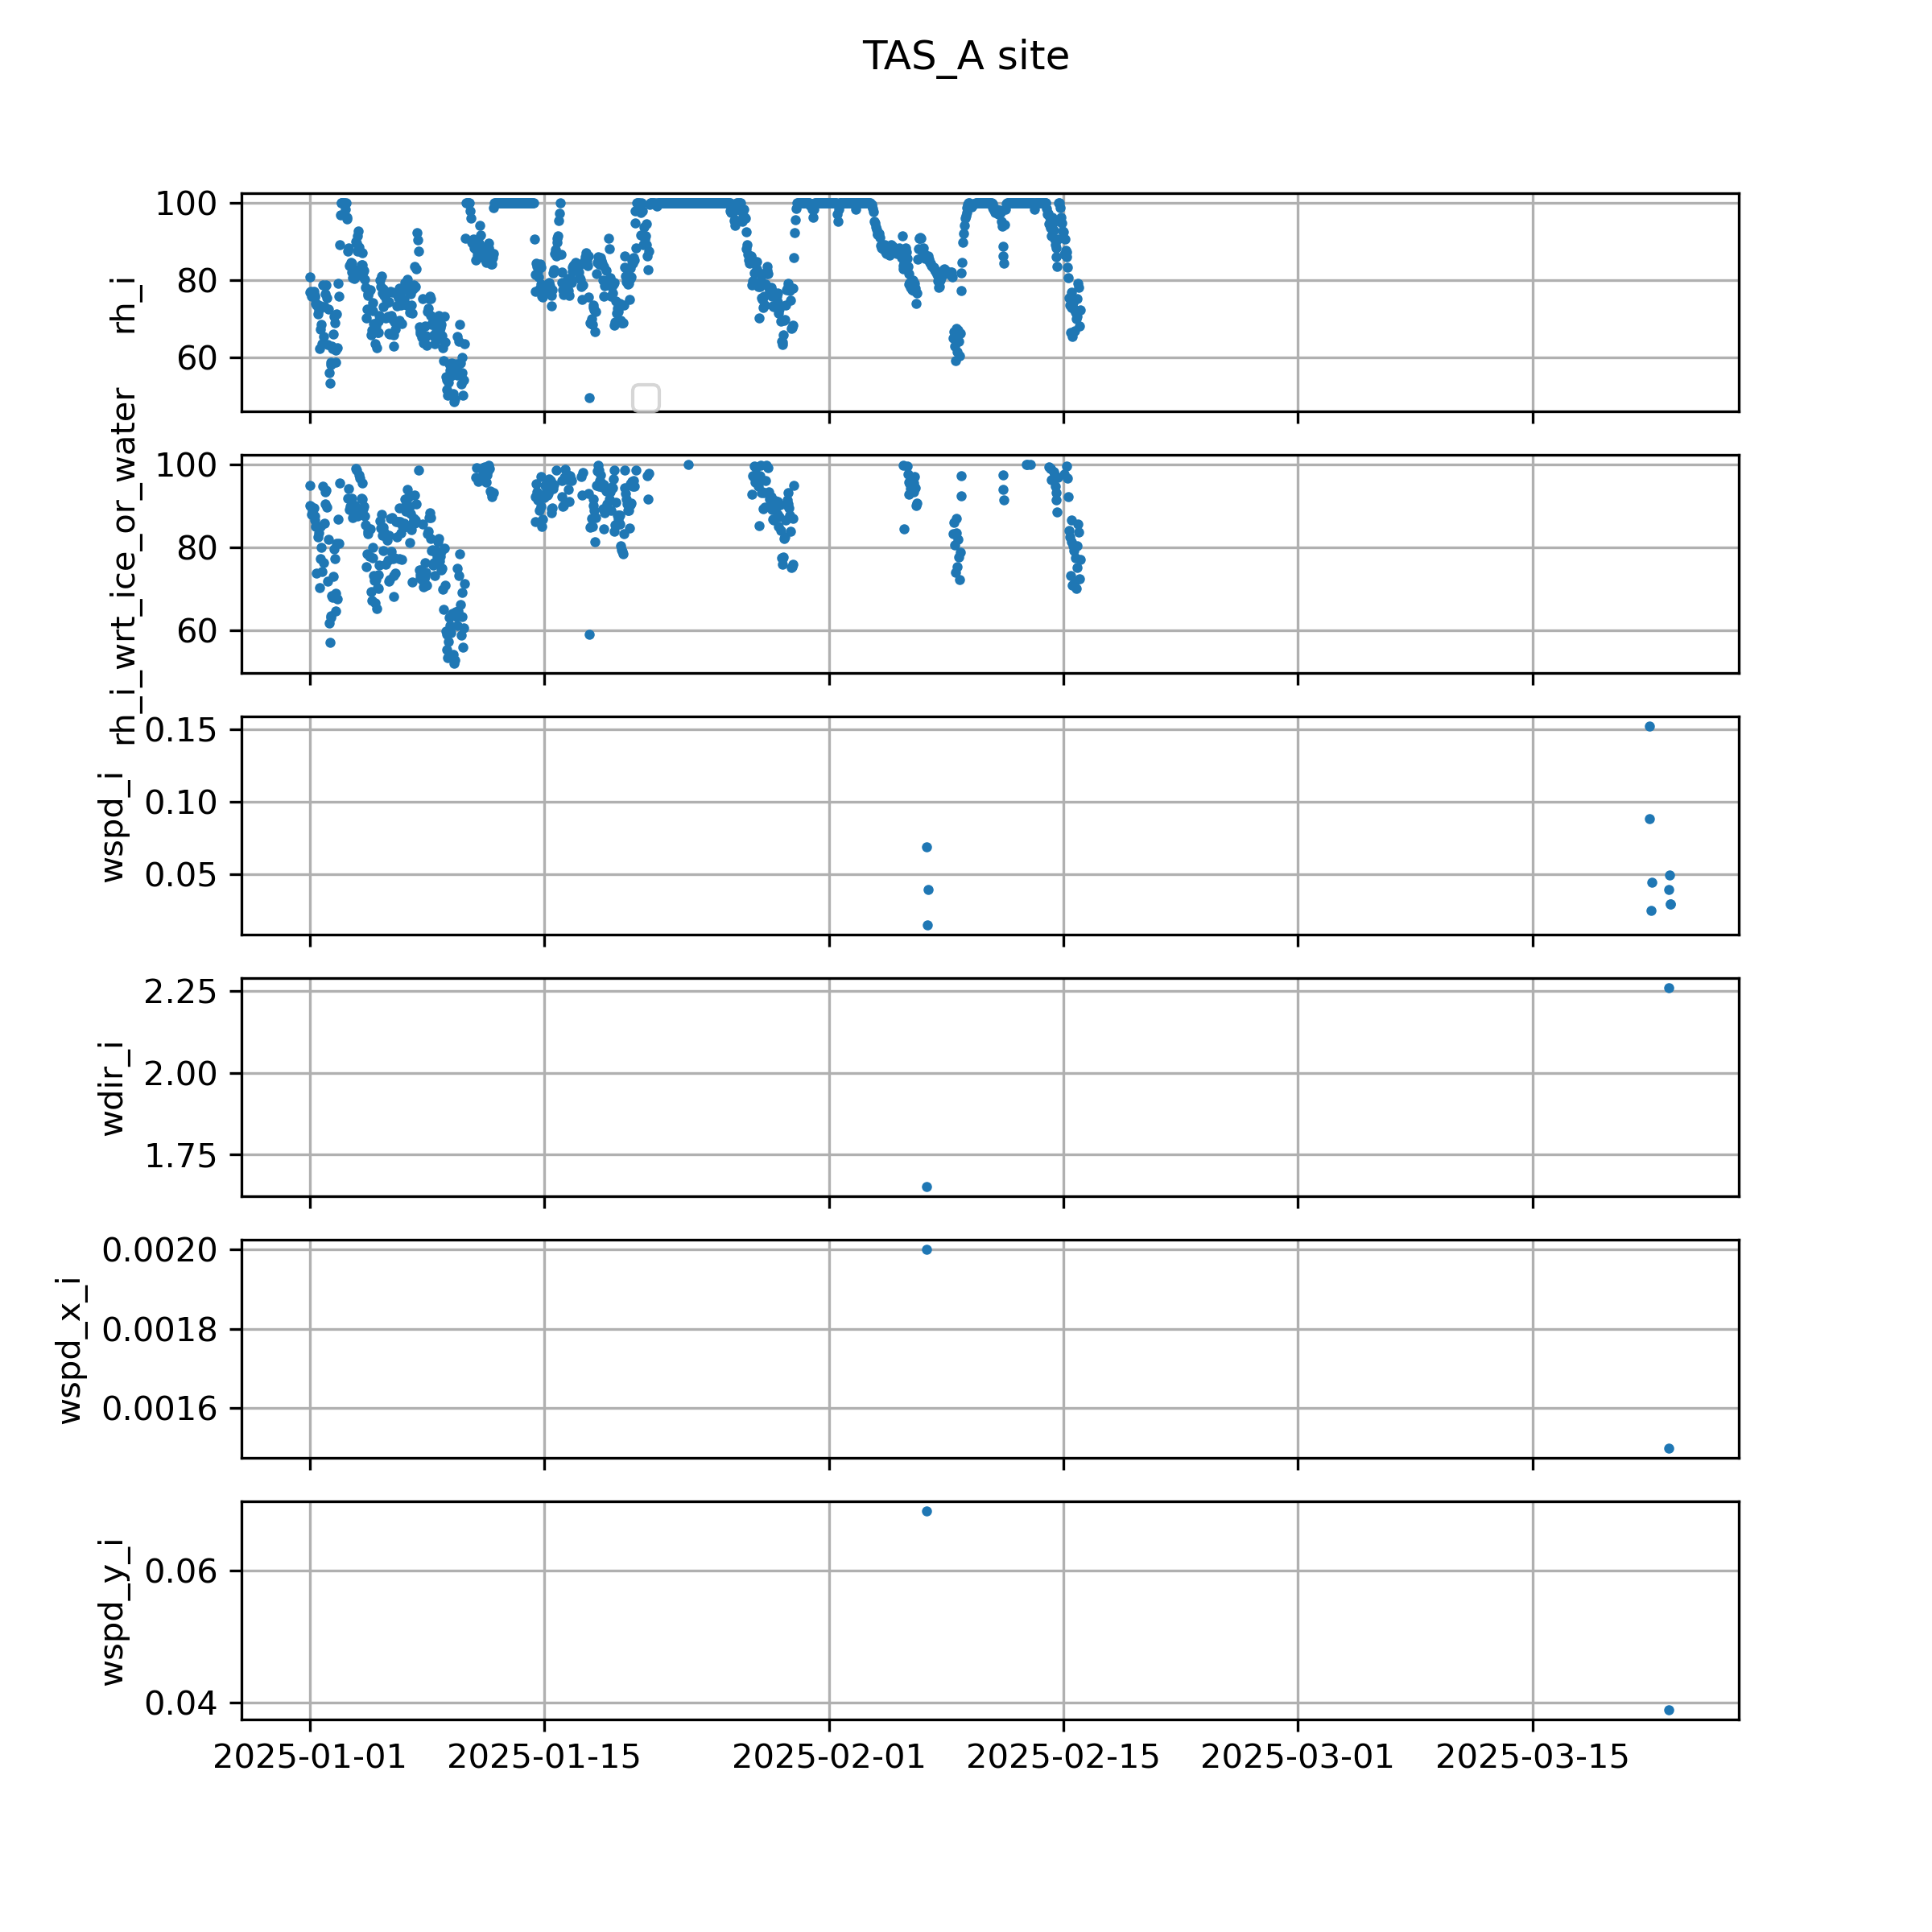 TAS_A site
rh_i
100
80
60
rh_i_wrt_ice_or_water
100
80
60
wspd_i
0.15
0.10
0.05
wdir_i
2.25
2.00
1.75
wspd_x_i
0.0020
0.0018
0.0016
wspd_y_i
0.06
0.04
2025-01-01 2025-01-15 2025-02-01 2025-02-15 2025-03-01 2025-03-15